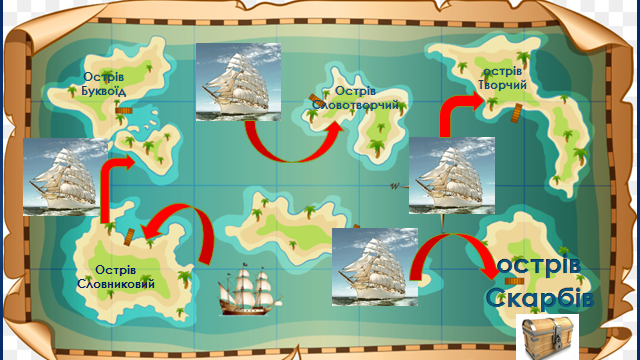 Острів
Буквоїд
Острів
Словотворчий
острів
Творчий
w
Острів
Словниковий
острів
Скарбів